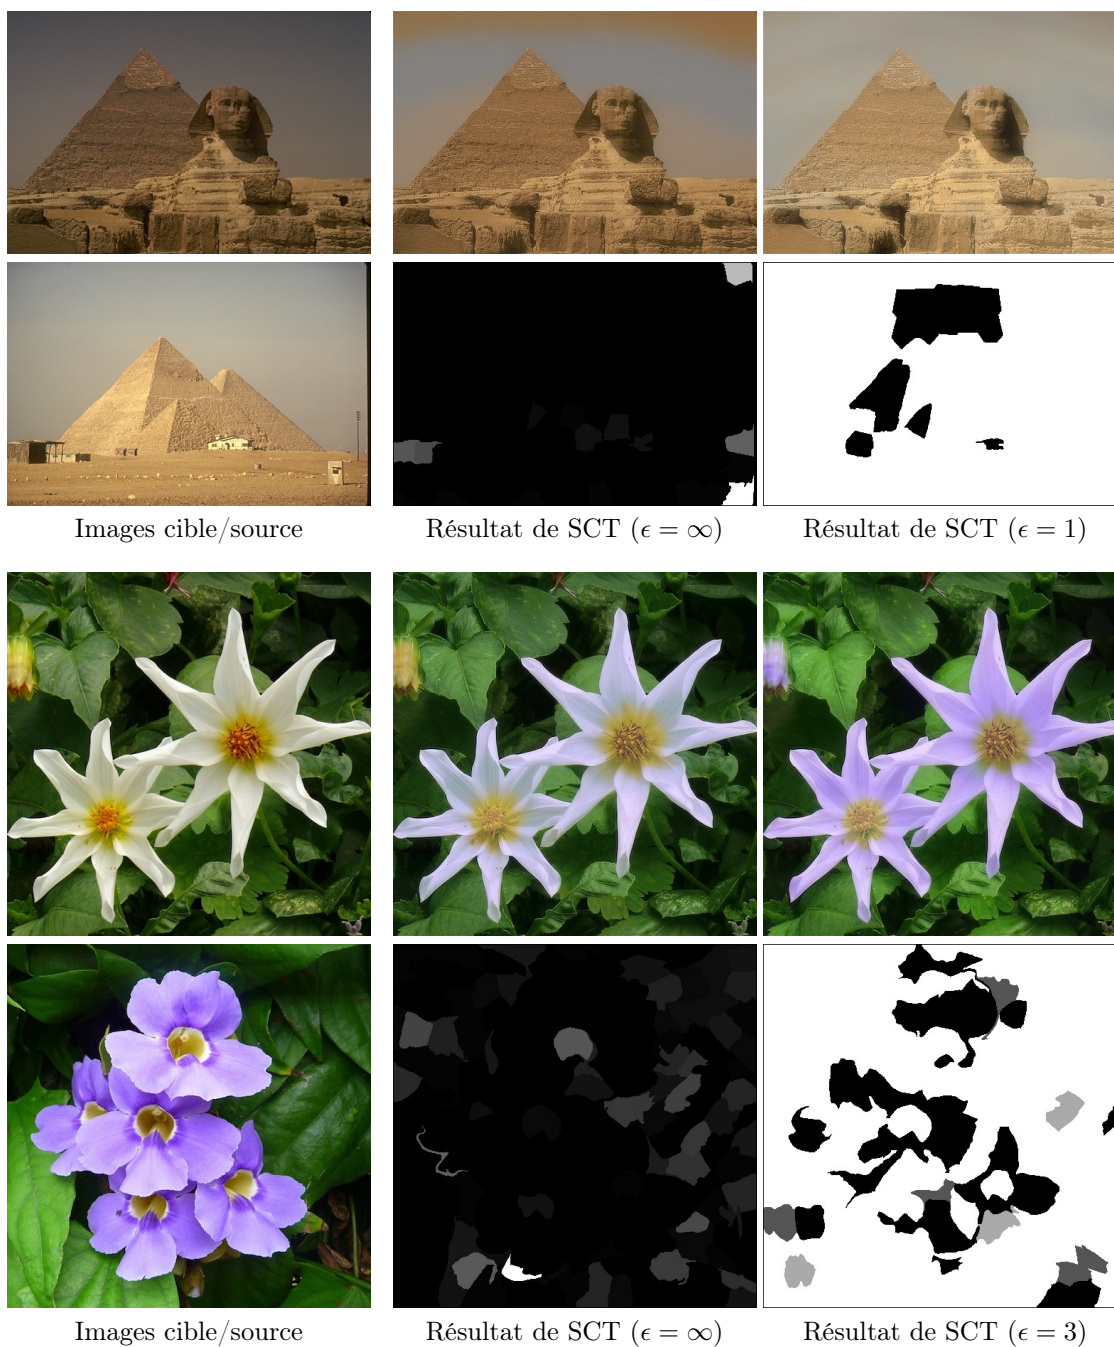 Images cible/source
Résultat de SCT (ϵ = ∞)
Résultat de SCT (ϵ = 1)
Images cible/source
Résultat de SCT (ϵ = ∞)
Résultat de SCT (ϵ = 3)